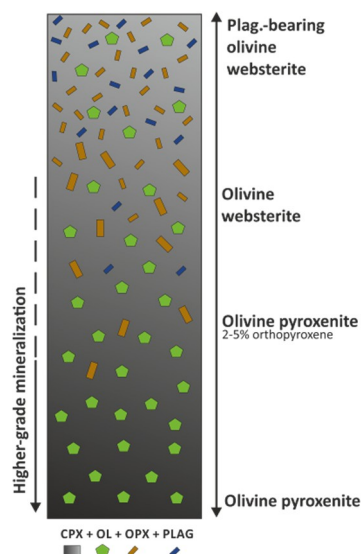 Plag.-bearing
olivine
websterite
Olivine
websterite
Olivine pyroxenite
2-5% orthopyroxene
Higher-grade mineralization
Olivine pyroxenite
CPX + OL + OPX + PLAG